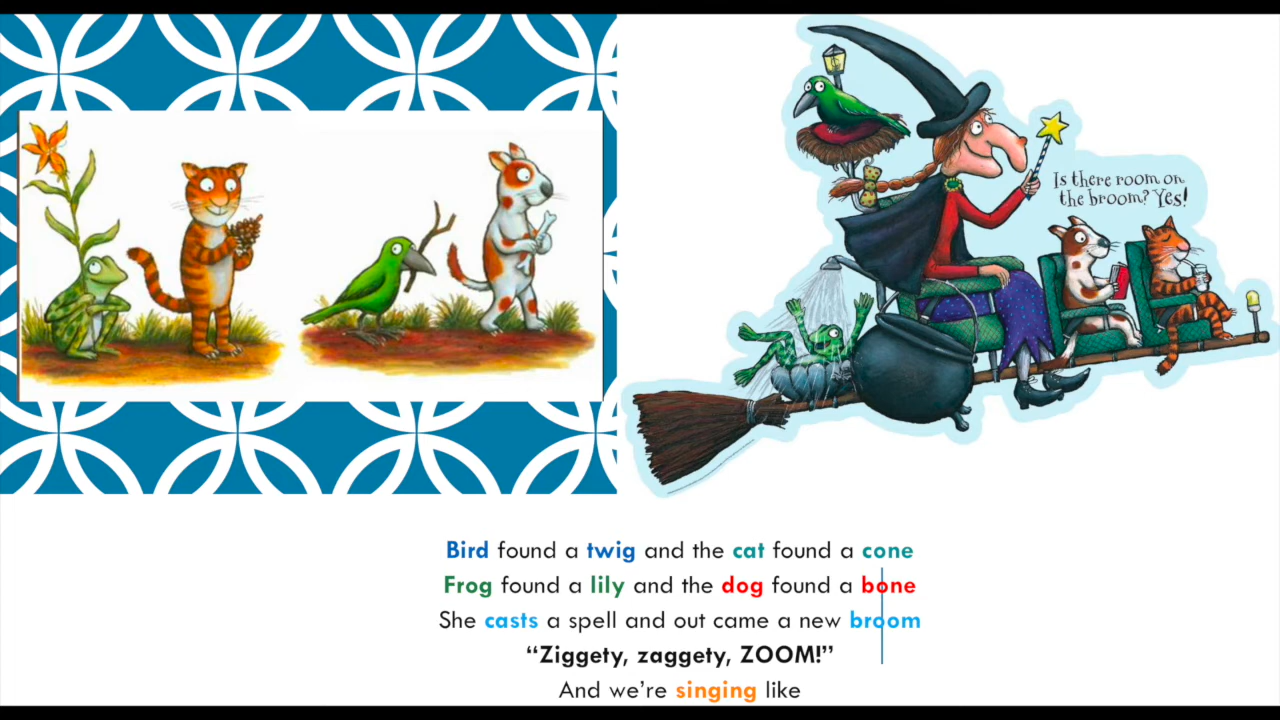 Is there room on
the broom? Yes!
Bird found a twig and the cat found a cone
Frog found a lily and the dog found a bone
She casts a spell and out came a new broom
“Ziggety, zaggety, ZOOM!”
And we’re singing like